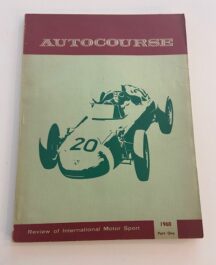 AUTOCOURSE
20
Review of International Motor Sport
1960
Part One